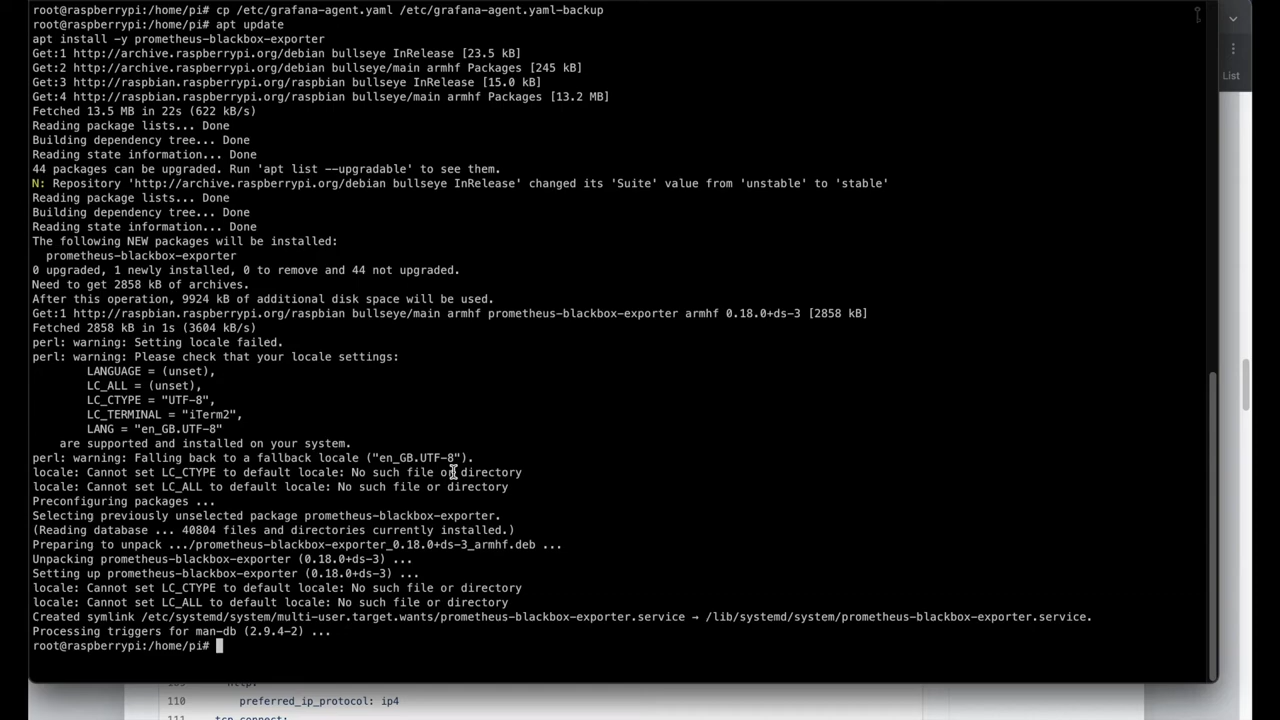 root@raspberrypi:/home/pi# cp /etc/grafana-agent.yaml /etc/grafana-agent.yaml-backup
root@raspberrypi:/home/pi# apt update
apt install -y prometheus-blackbox-exporter
Get:1 http://archive.raspberrypi.org/debian bullseye InRelease [23.5 kB]
Get:2 http://archive.raspberrypi.org/debian bullseye/main armhf Packages [245 kB]
Get:3 http://raspbian.raspberrypi.org/raspbian bullseye InRelease [15.0 kB]
Get:4 http://raspbian.raspberrypi.org/raspbian bullseye/main armhf Packages [13.2 MB]
Fetched 13.5 MB in 22s (622 kB/s)
Reading package lists... Done
Building dependency tree... Done
Reading state information... Done
44 packages can be upgraded. Run 'apt list --upgradable' to see them.
N: Repository 'http://archive.raspberrypi.org/debian bullseye InRelease' changed its 'Suite' value from 'unstable' to 'stable'
Reading package lists... Done
Building dependency tree... Done
Reading state information... Done
The following NEW packages will be installed:
  prometheus-blackbox-exporter
0 upgraded, 1 newly installed, 0 to remove and 44 not upgraded.
Need to get 2858 kB of archives.
After this operation, 9924 kB of additional disk space will be used.
Get:1 http://raspbian.raspberrypi.org/raspbian bullseye/main armhf prometheus-blackbox-exporter armhf 0.18.0+ds-3 [2858 kB]
Fetched 2858 kB in 1s (3604 kB/s)
perl: warning: Setting locale failed.
perl: warning: Please check that your locale settings:
        LANGUAGE = (unset),
        LC_ALL = (unset),
        LC_CTYPE = "UTF-8",
        LC_TERMINAL = "iTerm2",
        LANG = "en_GB.UTF-8"
    are supported and installed on your system.
perl: warning: Falling back to a fallback locale ("en_GB.UTF-8").
locale: Cannot set LC_CTYPE to default locale: No such file or directory
locale: Cannot set LC_ALL to default locale: No such file or directory
Preconfiguring packages ...
Selecting previously unselected package prometheus-blackbox-exporter.
(Reading database ... 40804 files and directories currently installed.)
Preparing to unpack .../prometheus-blackbox-exporter_0.18.0+ds-3_armhf.deb ...
Unpacking prometheus-blackbox-exporter (0.18.0+ds-3) ...
Setting up prometheus-blackbox-exporter (0.18.0+ds-3) ...
locale: Cannot set LC_CTYPE to default locale: No such file or directory
locale: Cannot set LC_ALL to default locale: No such file or directory
Created symlink /etc/systemd/system/multi-user.target.wants/prometheus-blackbox-exporter.service → /lib/systemd/system/prometheus-blackbox-exporter.service.
Processing triggers for man-db (2.9.4-2) ...
root@raspberrypi:/home/pi#
List
110 preferred_ip_protocol: ip4